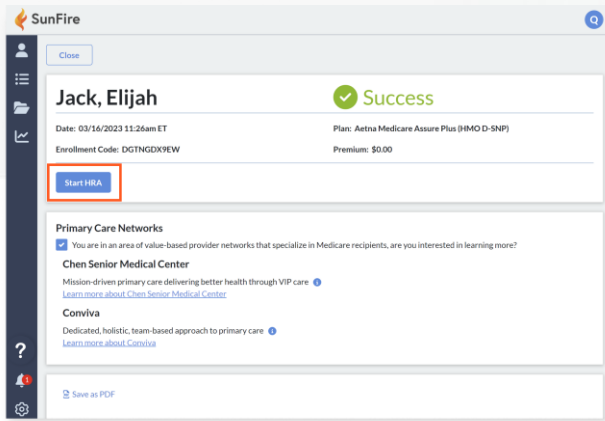 SunFire
Q
Close
Jack, Elijah
Success
Date: 03/16/2023 11:26am ET
Plan: Aetna Medicare Assure Plus (HMO D-SNP)
Enrollment Code: DGTNGDX9EW
Premium: $0.00
Start HRA
Primary Care Networks
You are in an area of value-based provider networks that specialize in Medicare recipients, are you interested in learning more?
Chen Senior Medical Center
Mission-driven primary care delivering better health through VIP care
Learn more about Chen Senior Medical Center
Conviva
Dedicated, holistic, team-based approach to primary care
Learn more about Conviva
?
1
Save as PDF